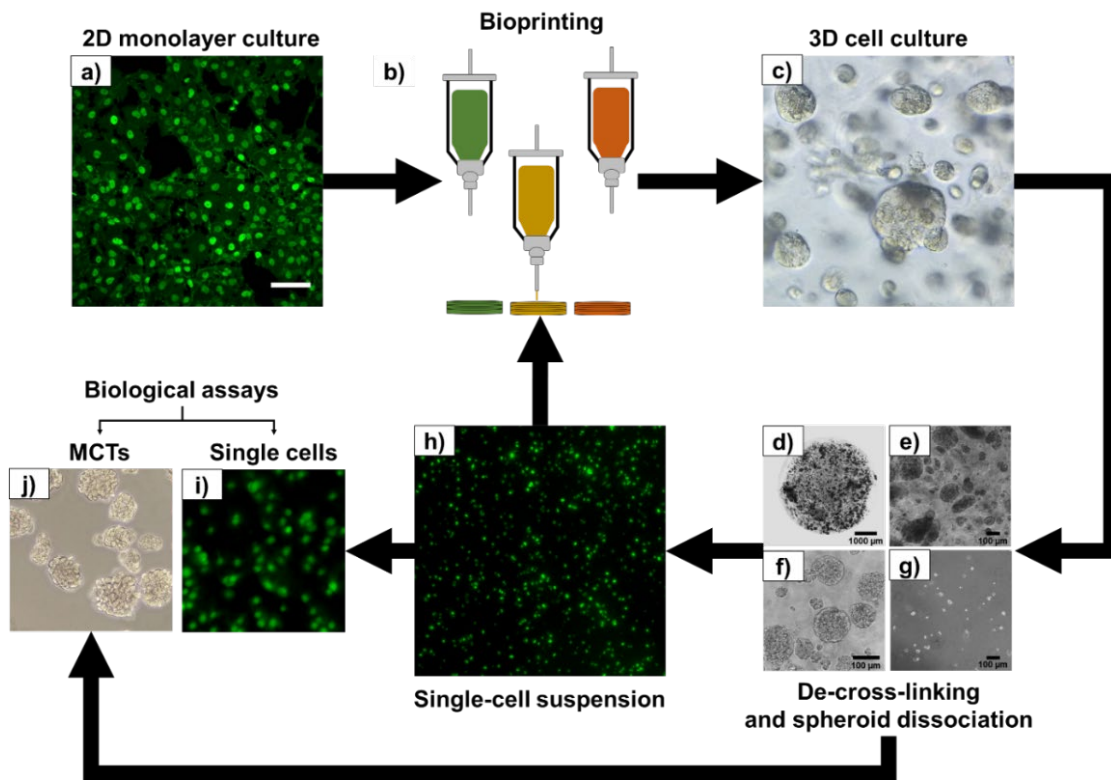 Bioprinting
2D monolayer culture
3D cell culture
a)
b)
c)
Biological assays
MCTs
Single cells
j)
i)
h)
d)
e)
1000 µm
100 µm
f)
g)
100 µm
100 µm
Single-cell suspension
De-cross-linking
and spheroid dissociation